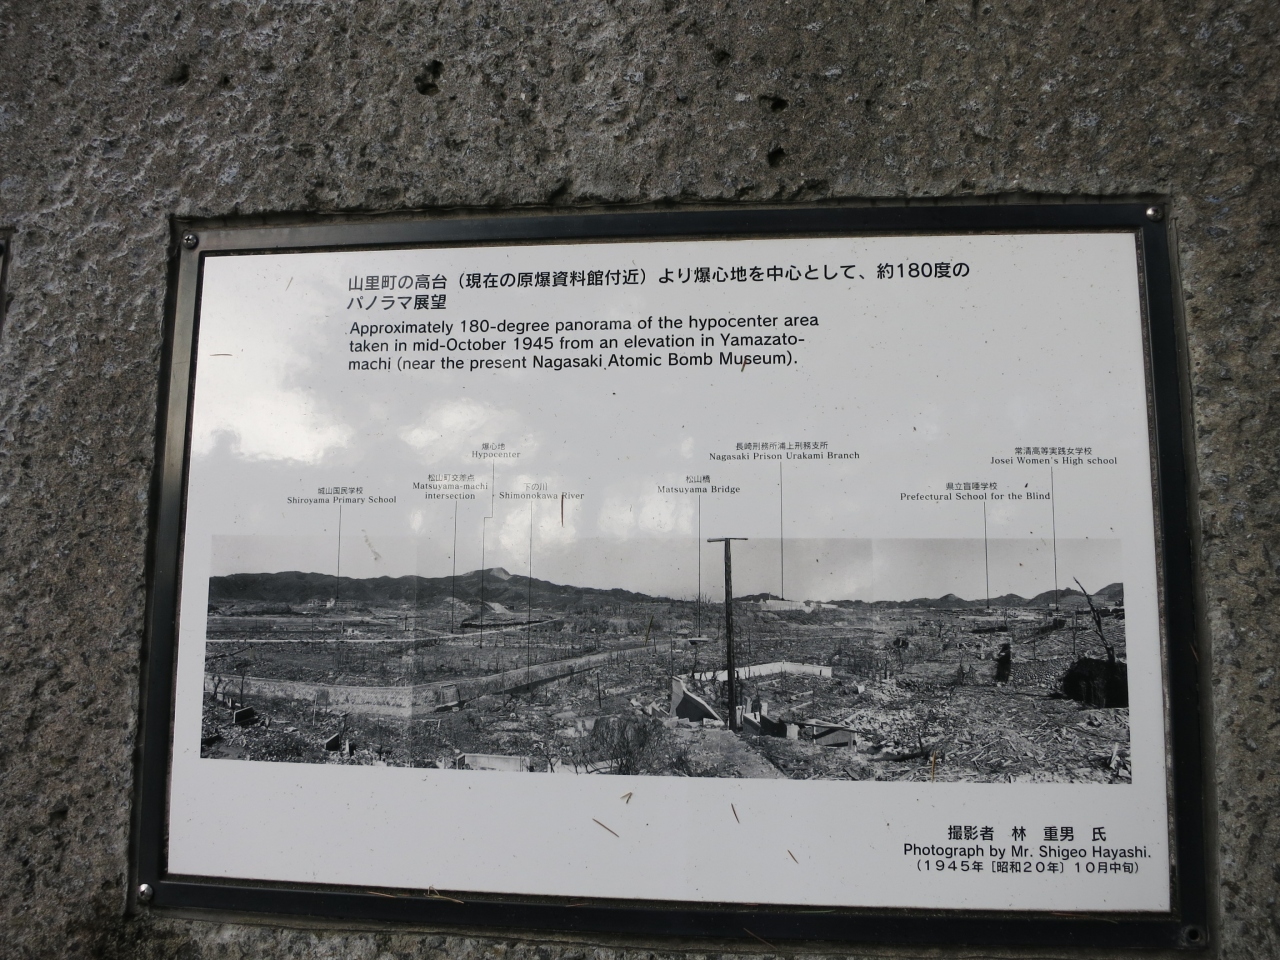 山里町の高台（現在の原爆資料館付近）より爆心地を中心として、約180度の
パノラマ展望
Approximately 180-degree panorama of the hypocenter area
taken in mid-October 1945 from an elevation in Yamazato-
machi (near the present Nagasaki Atomic Bomb Museum).
爆心地
Hypocenter
長崎刑務所浦上刑務支所
Nagasaki Prison Urakami Branch
常清高等実践女学校
Josei Women's High school
城山国民学校
Shiroyama Primary School
松山町交差点
Matsuyama-machi
intersection
下の川
Shimonokawa River
松山橋
Matsuyama Bridge
県立盲唖学校
Prefectural School for the Blind
撮影者　林　重男　氏
Photograph by Mr. Shigeo Hayashi.
（1945年〔昭和20年〕10月中旬）